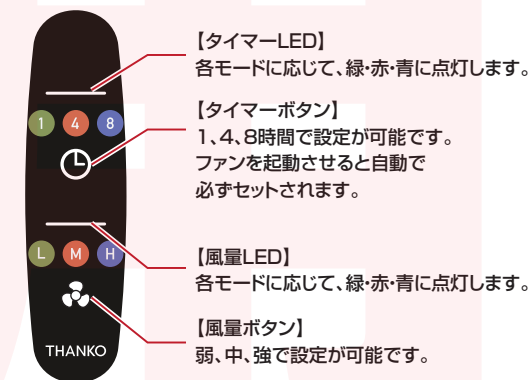 【タイマーLED】
各モードに応じて、緑・赤・青に点灯します。
1 4 8
【タイマーボタン】
1、4、8時間で設定が可能です。
ファンを起動させると自動で
必ずセットされます。
【風量LED】
各モードに応じて、緑・赤・青に点灯します。
L M H
【風量ボタン】
弱、中、強で設定が可能です。
THANKO